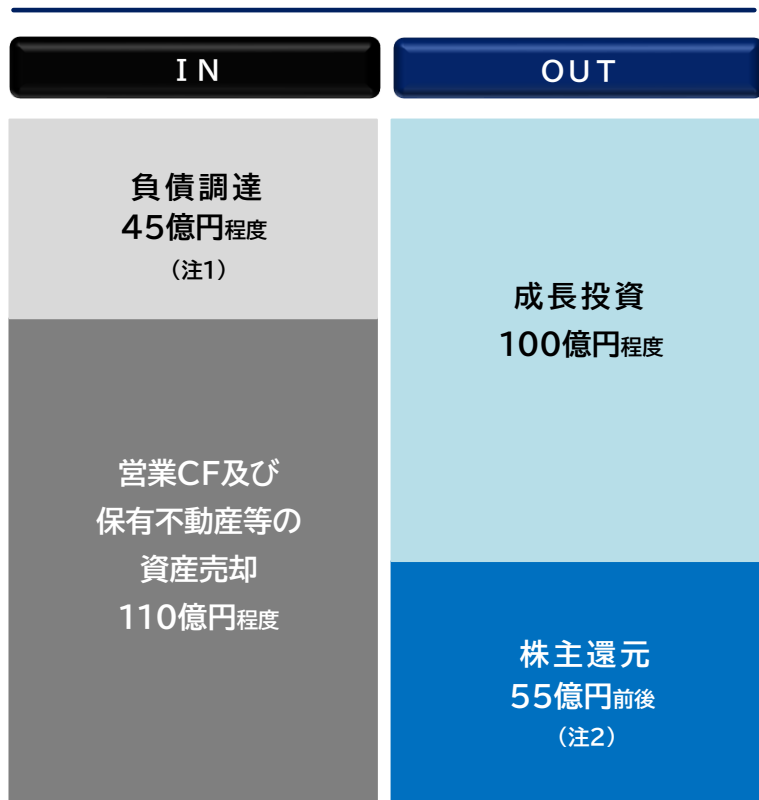 IN
OUT
負債調達
45億円程度
（注1）
営業CF及び
保有不動産等の
資産売却
110億円程度
成長投資
100億円程度
株主還元
55億円前後
（注2）